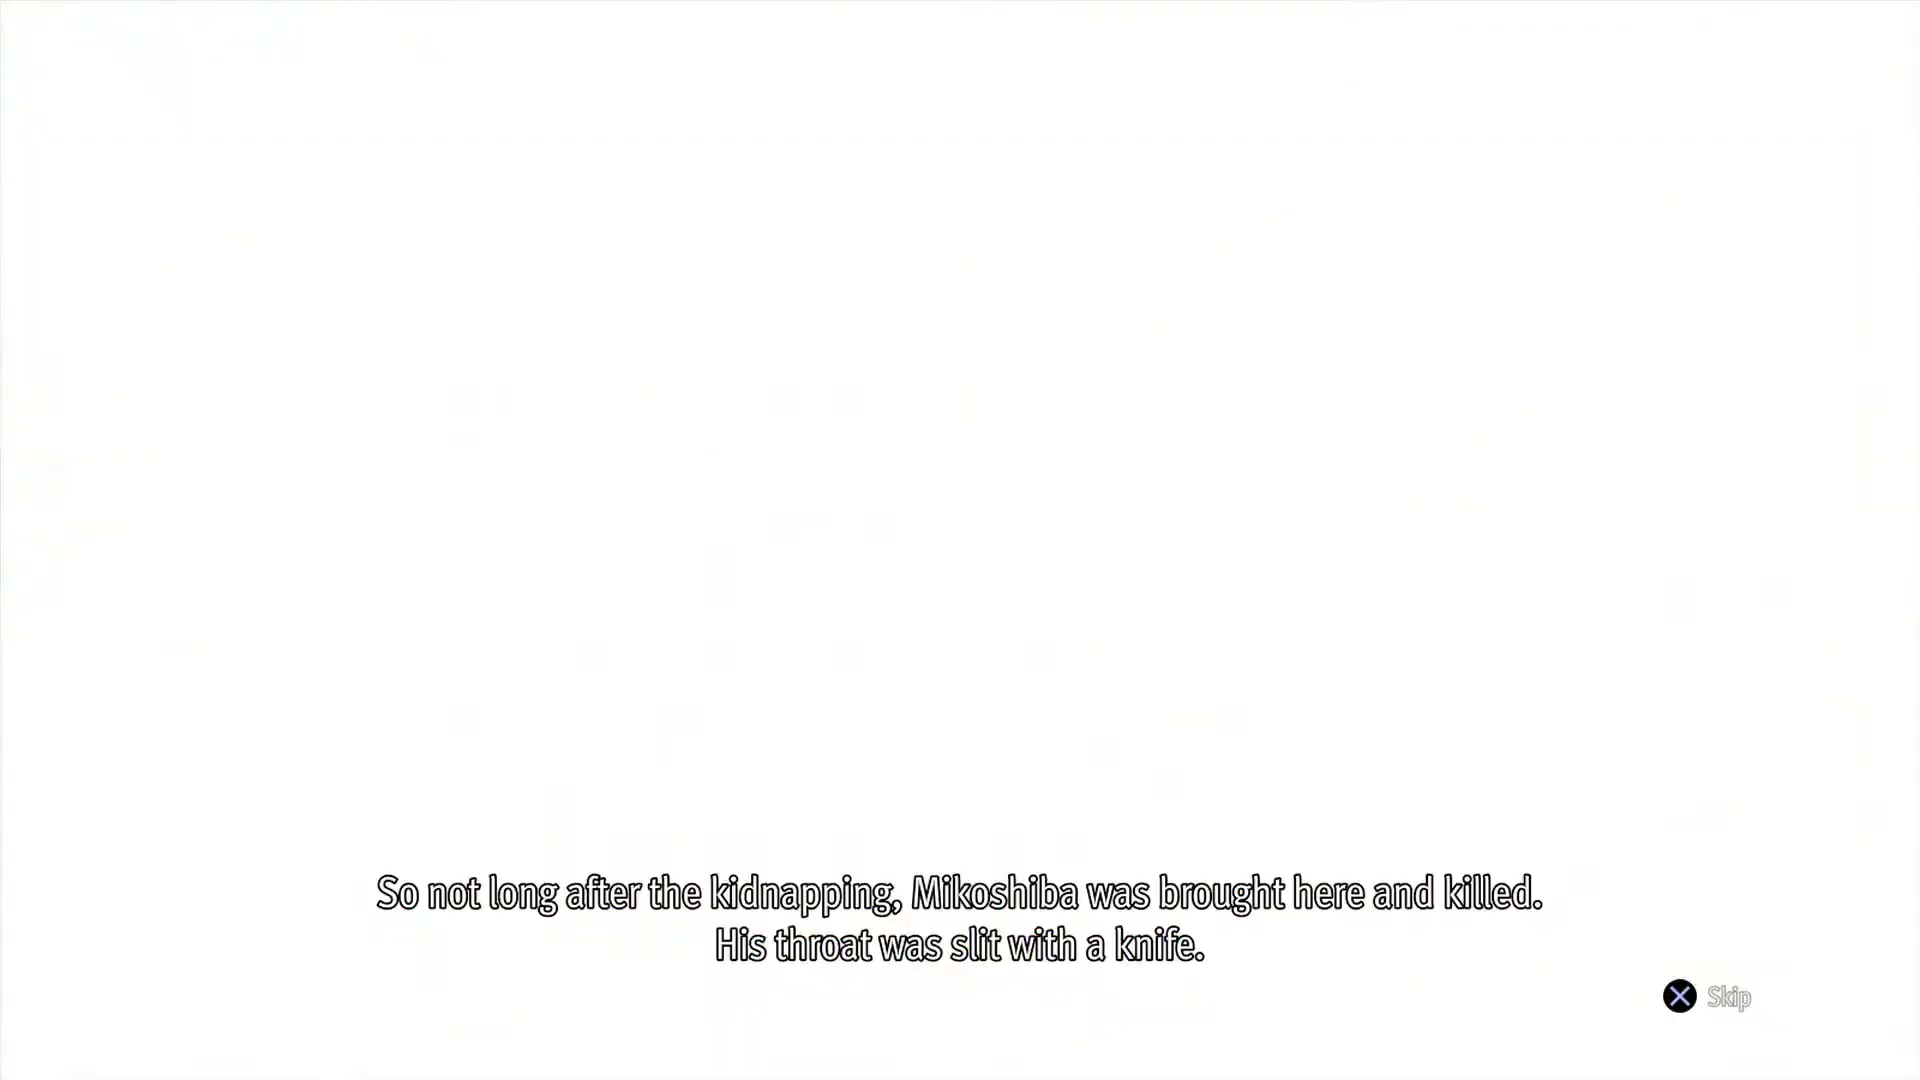 So not long after the kidnapping, Mikoshiba was brought here and killed.
His throat was slit with a knife.
Skip